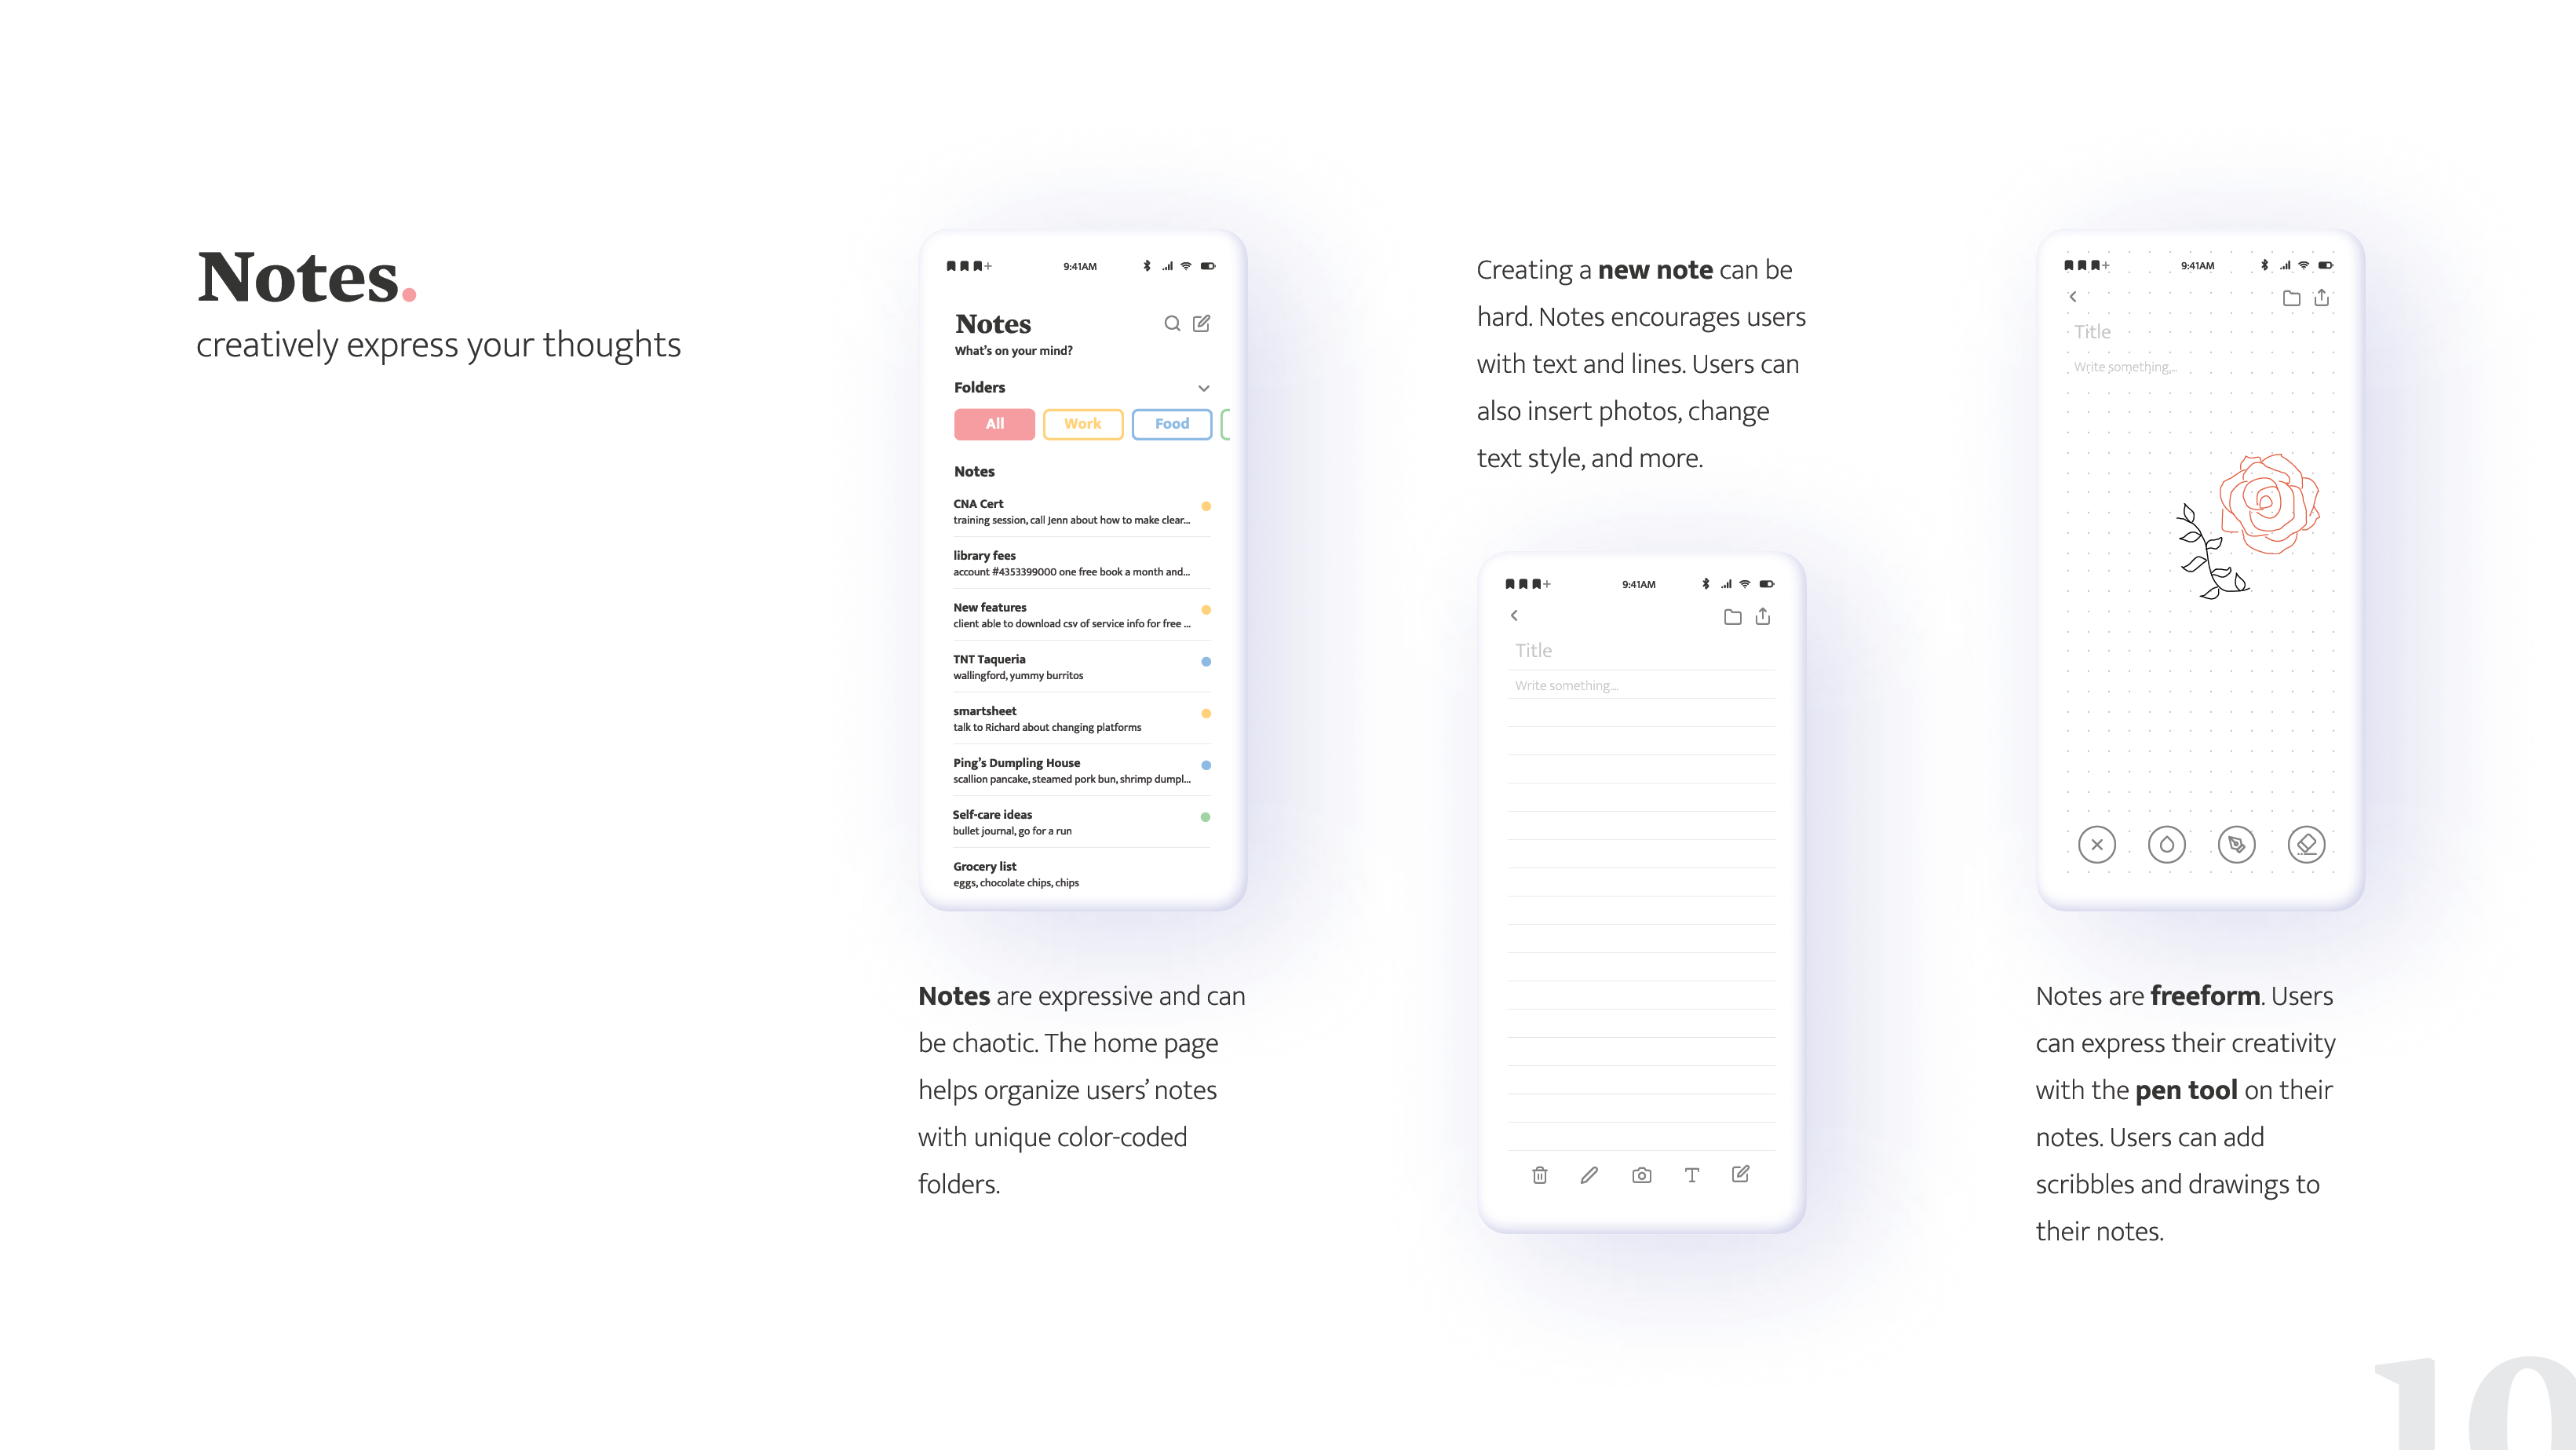 Notes.
creatively express your thoughts
9:41AM
Notes
What's on your mind?
Folders
All
Work
Food
Notes
CNA Cert
training session, call Jenn about how to make clear...
library fees
account #4353399000 one free book a month and...
New features
client able to download csv of service info for free ...
TNT Taqueria
wallingford, yummy burritos
smartsheet
talk to Richard about changing platforms
Ping's Dumpling House
scallion pancake, steamed pork bun, shrimp dumpl...
Self-care ideas
bullet journal, go for a run
Grocery list
eggs, chocolate chips, chips
Notes are expressive and can
be chaotic. The home page
helps organize users' notes
with unique color-coded
folders.
Creating a new note can be
hard. Notes encourages users
with text and lines. Users can
also insert photos, change
text style, and more.
9:41AM
Title
Write something...
9:41AM
Title
Write something...
Notes are freeform. Users
can express their creativity
with the pen tool on their
notes. Users can add
scribbles and drawings to
their notes.
10